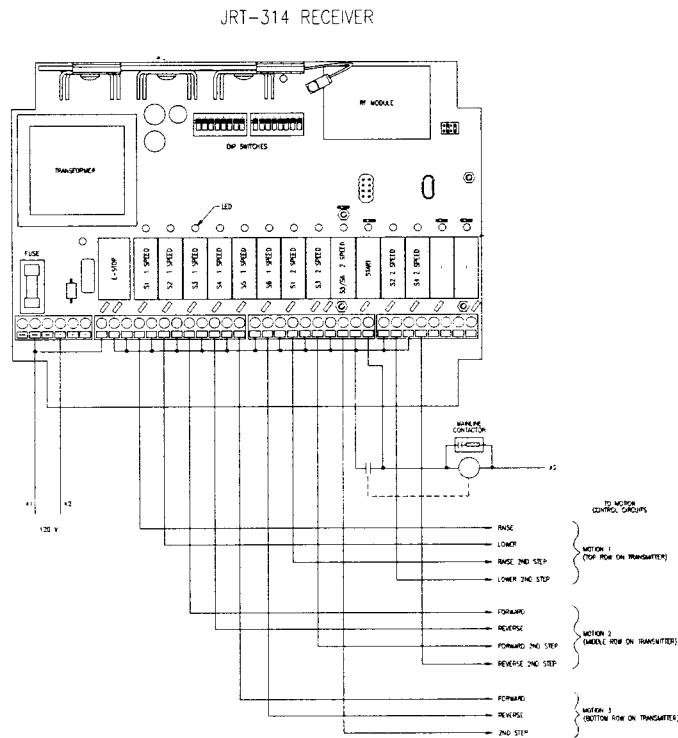 JRT-314 RECEIVER
RF MODULE
DIP SWITCHES
TRANSFORMER
LED
FUSE
E-STOP
S1 1 SPEED
S2 1 SPEED
S3 1 SPEED
S4 1 SPEED
S5 1 SPEED
S6 1 SPEED
S1 2 SPEED
S3 2 SPEED
S5/S6 2 SPEED
START
S2 2 SPEED
S4 2 SPEED
MAINLINE
CONTACTOR
X2
X1
X2
120 V
TO MOTION
CONTROL CIRCUITS
RAISE
LOWER
RAISE 2ND STEP
LOWER 2ND STEP
MOTION 1
(TOP ROW ON TRANSMITTER)
FORWARD
REVERSE
FORWARD 2ND STEP
REVERSE 2ND STEP
MOTION 2
(MIDDLE ROW ON TRANSMITTER)
FORWARD
REVERSE
2ND STEP
MOTION 3
(BOTTOM ROW ON TRANSMITTER)